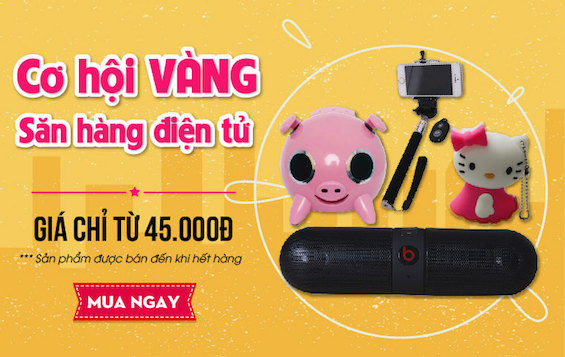 Cơ hội VÀNG
Săn hàng điện tử
GIÁ CHỈ TỪ 45.000Đ
*** Sản phẩm được bán đến khi hết hàng
MUA NGAY